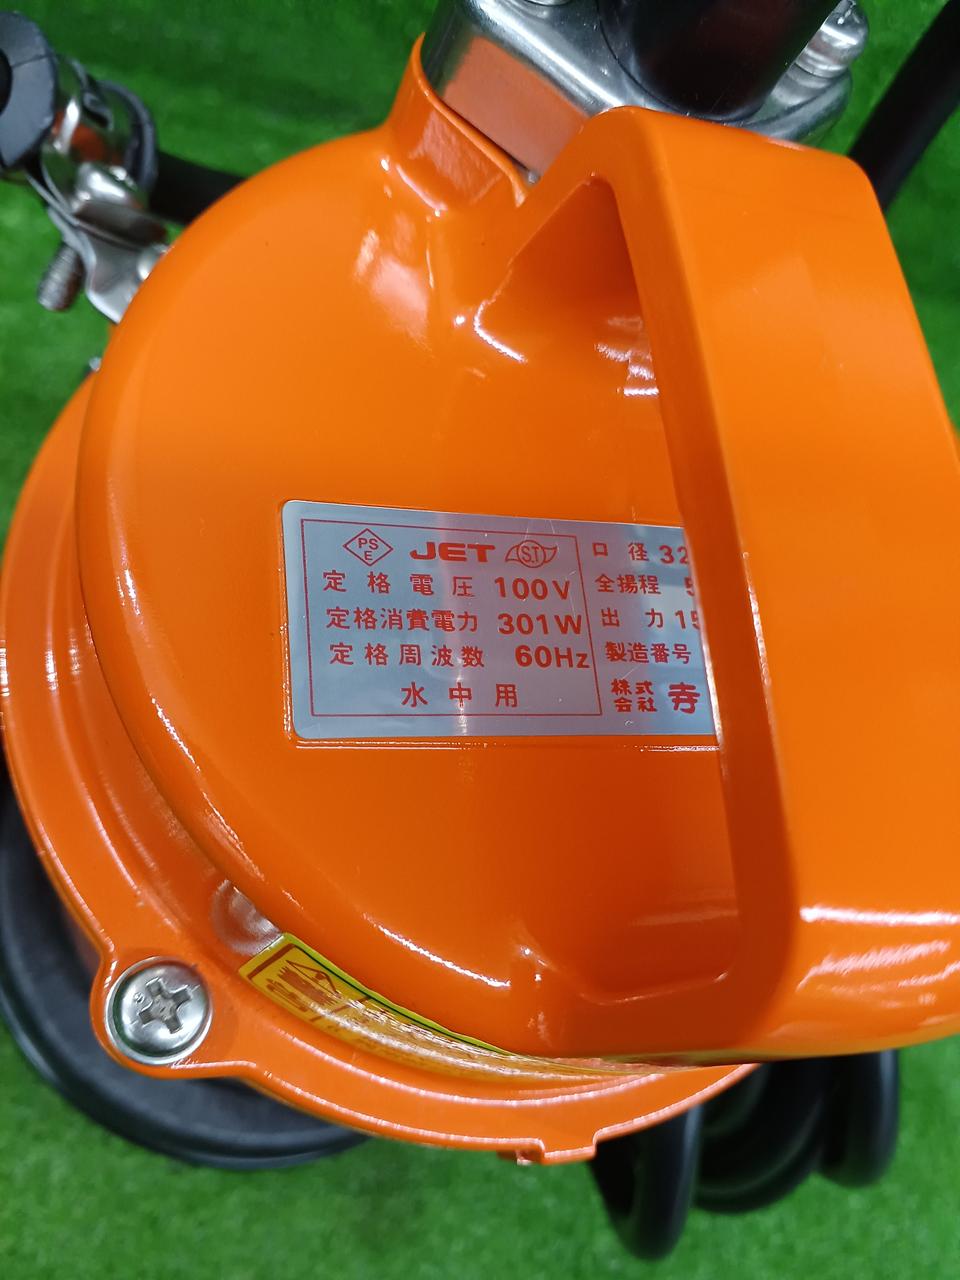 PS
E
JET
S.T
定格電圧 100V
定格消費電力 301W
定格周波数 60Hz
水中用
口径 32
全揚程 5
出力 15
製造番号
株式
会社 寺